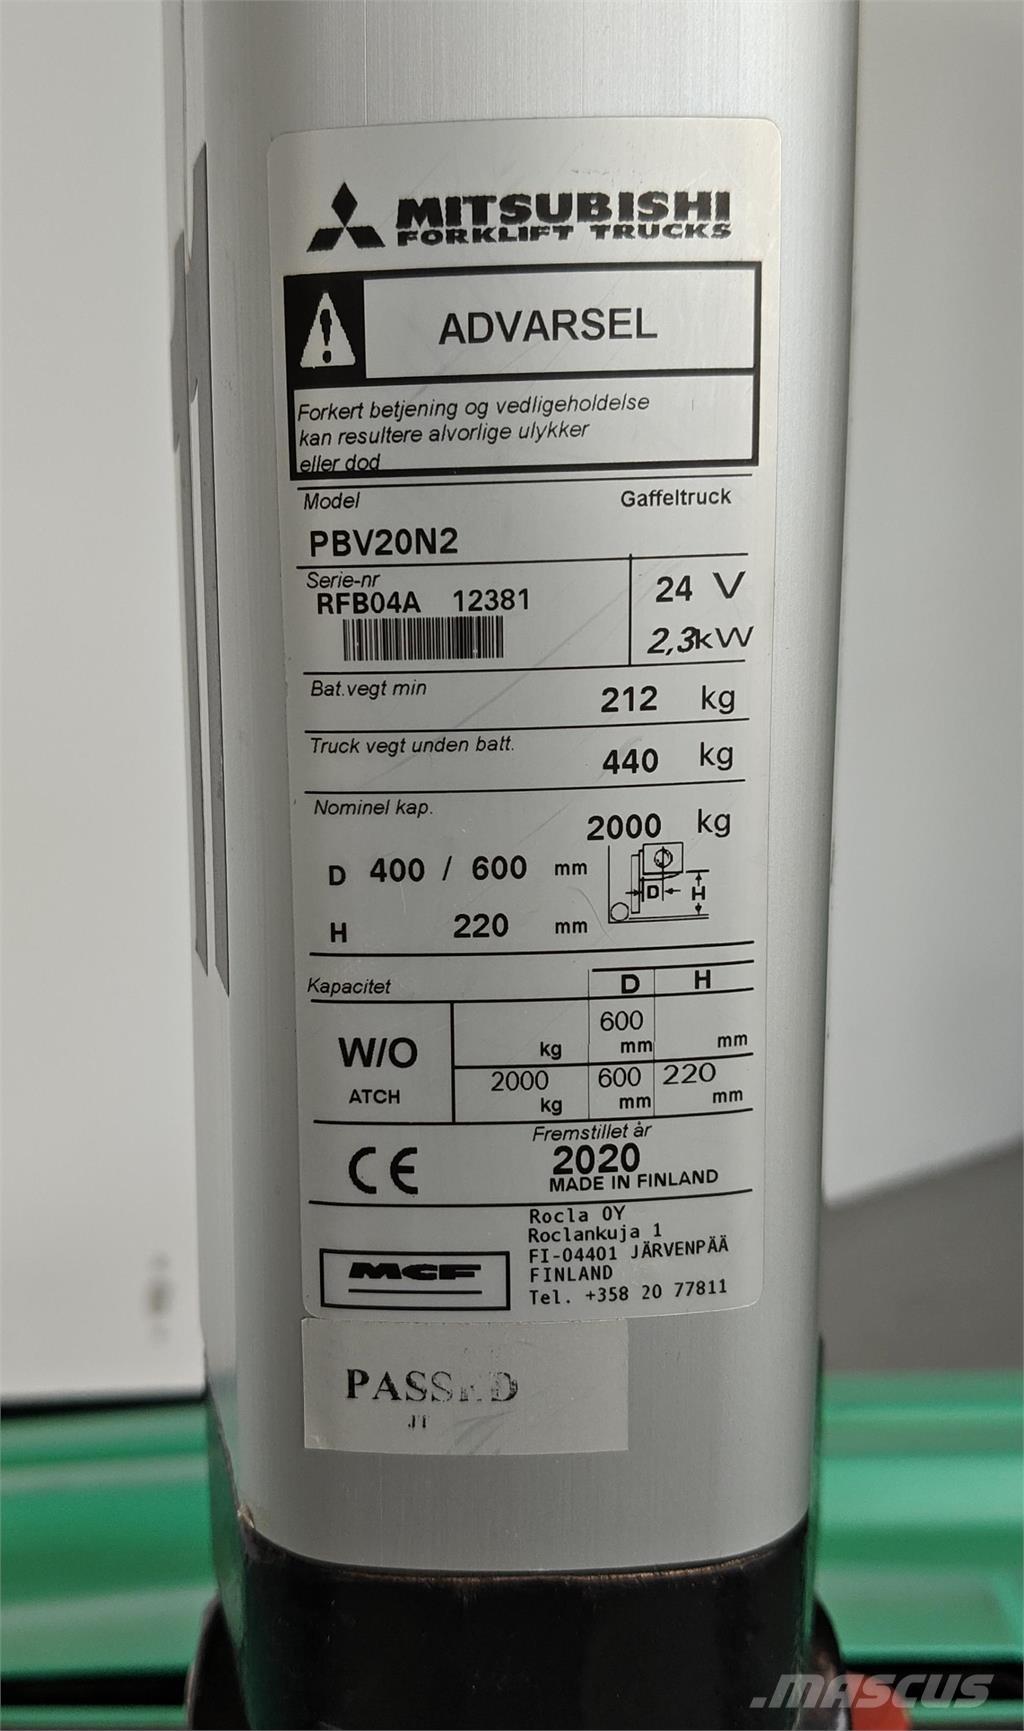 MITSUBISHI
FORKLIFT TRUCKS
ADVARSEL
Forkert betjening og vedligeholdelse
kan resultere alvorlige ulykker
eller dod
Model Gaffeltruck
PBV20N2
Serie-nr
RFB04A 12381
24 V
2,3kW
Bat.vegt min 212 kg
Truck vegt unden batt. 440 kg
Nominel kap. 2000 kg
D 400 / 600 mm
D H
H 220 mm
Kapacitet D H
W/O
ATCH
kg 600 mm mm
2000 kg 600 mm 220 mm
CE
Fremstillet år
2020
MADE IN FINLAND
MCF
Rocla OY
Roclankuja 1
FI-04401 JÄRVENPÄÄ
FINLAND
Tel. +358 20 77811
PASSED
JT
.MASCUS